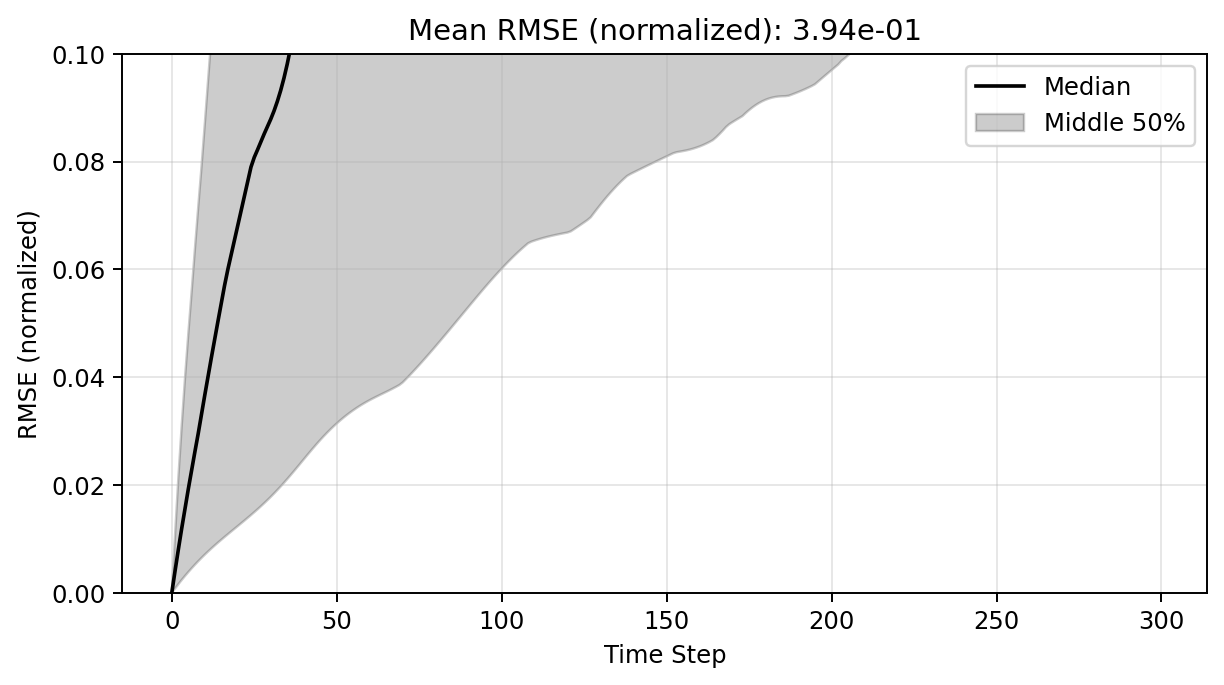 Mean RMSE (normalized): 3.94e-01
0.10
0.08
0.06
0.04
0.02
0.00
RMSE (normalized)
Median
Middle 50%
0 50 100 150 200 250 300
Time Step